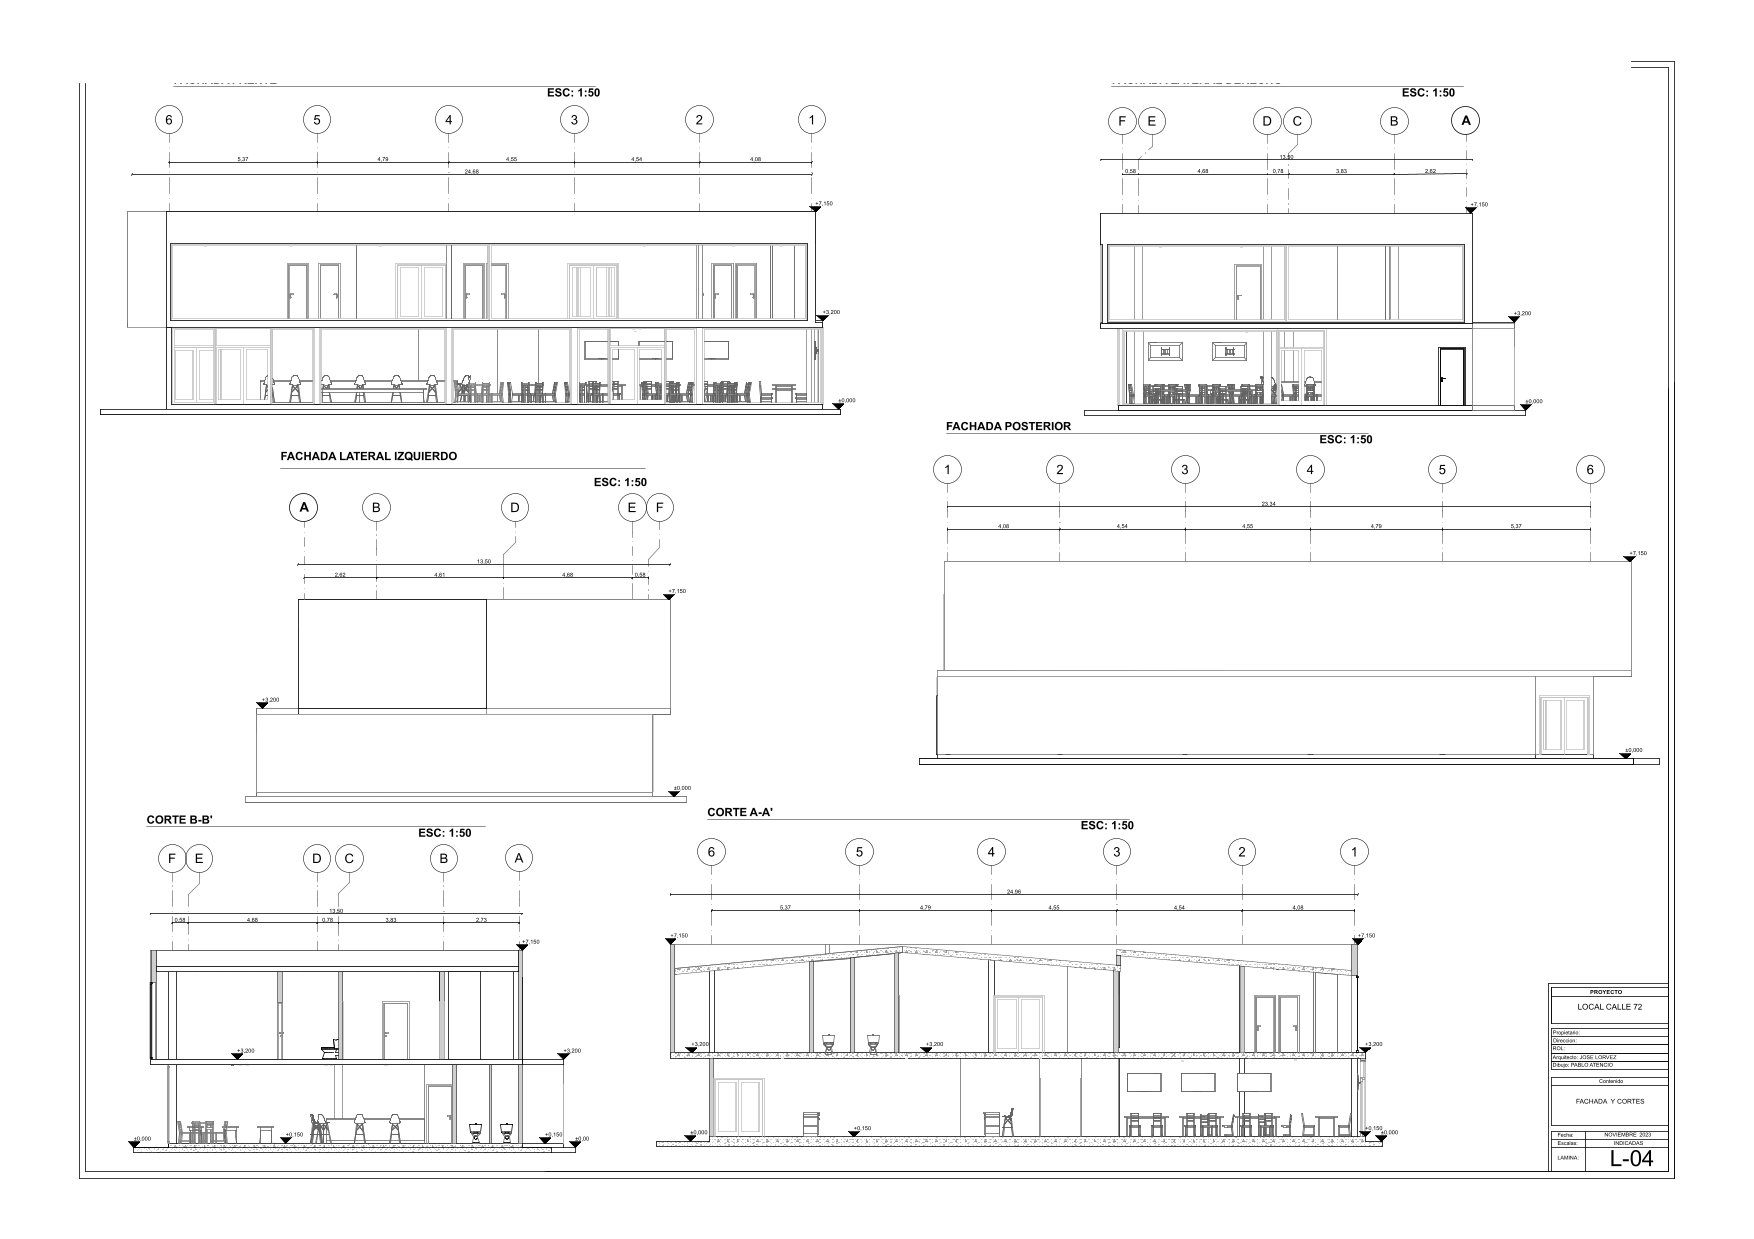 ESC: 1:50
6 5 4 3 2 1
5,37 4,79 4,55 4,54 4,08
24,68
+7,150
+3,200
±0,000
ESC: 1:50
F E D C B A
13,50
0,58 4,68 0,78 3,83 2,62
+7,150
+3,200
±0,000
FACHADA LATERAL IZQUIERDO
ESC: 1:50
A B D E F
13,50
2,62 4,61 4,68 0,58
+7,150
+3,200
±0,000
FACHADA POSTERIOR
ESC: 1:50
1 2 3 4 5 6
23,34
4,08 4,54 4,55 4,79 5,37
+7,150
±0,000
CORTE B-B'
ESC: 1:50
F E D C B A
13,50
0,58 4,68 0,78 3,83 2,73
+7,150
+3,200 +3,200
±0,000 +0,150 +0,150 ±0,00
CORTE A-A'
ESC: 1:50
6 5 4 3 2 1
24,96
5,37 4,79 4,55 4,54 4,08
+7,150 +7,150
+3,200 +3,200 +3,200
±0,000 +0,150 +0,150 ±0,000
PROYECTO
LOCAL CALLE 72
Propietario:
Direccion:
ROL:
Arquitecto: JOSE LORVEZ
Dibujo: PABLO ATENCIO
Contenido
FACHADA Y CORTES
Fecha: NOVIEMBRE 2023
Escalas: INDICADAS
LAMINA: L-04